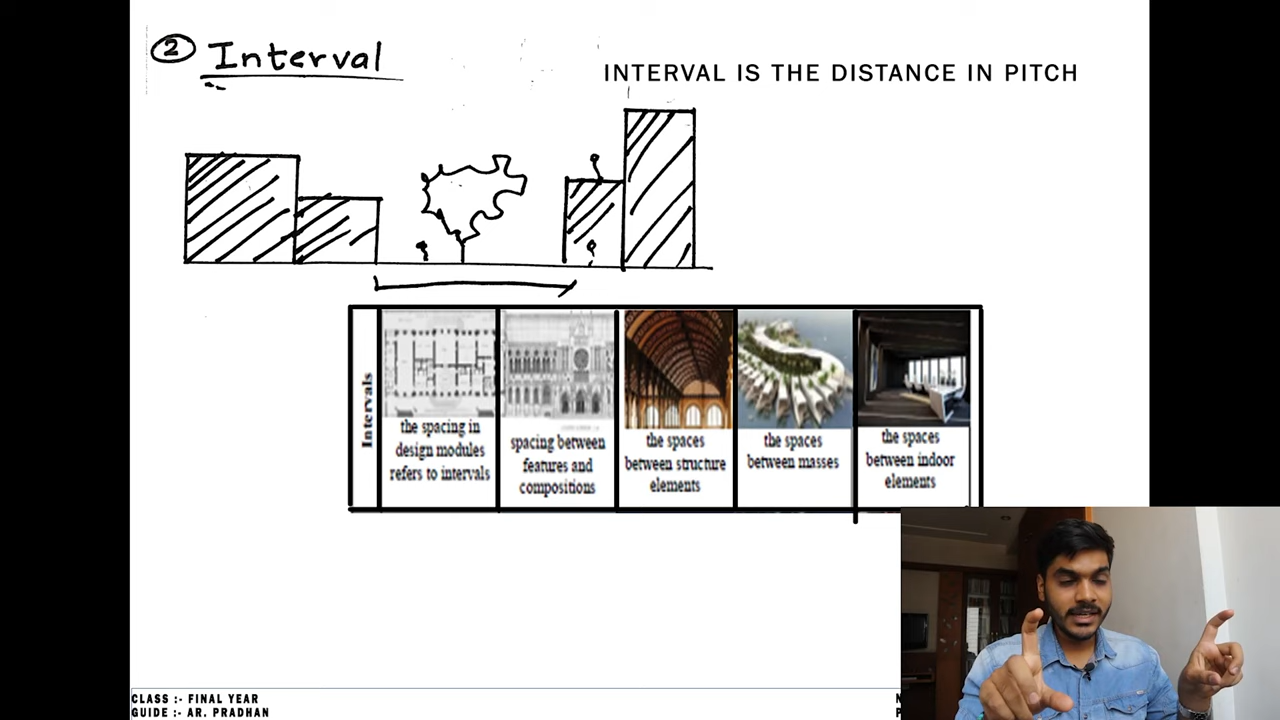 ② Interval
INTERVAL IS THE DISTANCE IN PITCH
Intervals
the spacing in
design modules
refers to intervals
spacing between
features and
compositions
the spaces
between structure
elements
the spaces
between masses
the spaces
between indoor
elements
CLASS :- FINAL YEAR
GUIDE :- AR. PRADHAN